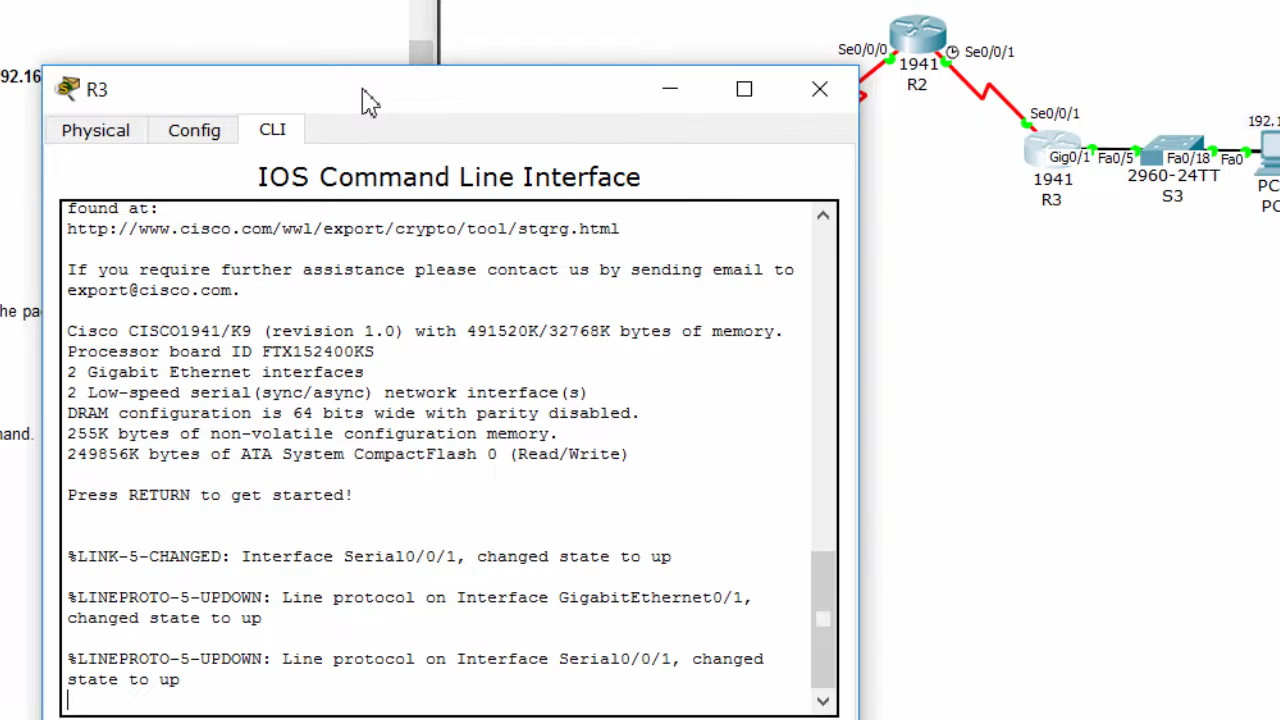 Se0/0/0
Se0/0/1
1941
R2
92.16
R3
Physical
Config
CLI
IOS Command Line Interface
found at:
http://www.cisco.com/wwl/export/crypto/tool/stqrg.html
If you require further assistance please contact us by sending email to
export@cisco.com.
Cisco CISCO1941/K9 (revision 1.0) with 491520K/32768K bytes of memory.
Processor board ID FTX152400KS
2 Gigabit Ethernet interfaces
2 Low-speed serial(sync/async) network interface(s)
DRAM configuration is 64 bits wide with parity disabled.
255K bytes of non-volatile configuration memory.
249856K bytes of ATA System CompactFlash 0 (Read/Write)
Press RETURN to get started!
%LINK-5-CHANGED: Interface Serial0/0/1, changed state to up
%LINEPROTO-5-UPDOWN: Line protocol on Interface GigabitEthernet0/1,
changed state to up
%LINEPROTO-5-UPDOWN: Line protocol on Interface Serial0/0/1, changed
state to up
Se0/0/1
192.1
Gig0/1
Fa0/5
Fa0/18
Fa0
1941
R3
2960-24TT
S3
PC
PC
he pa
mand.